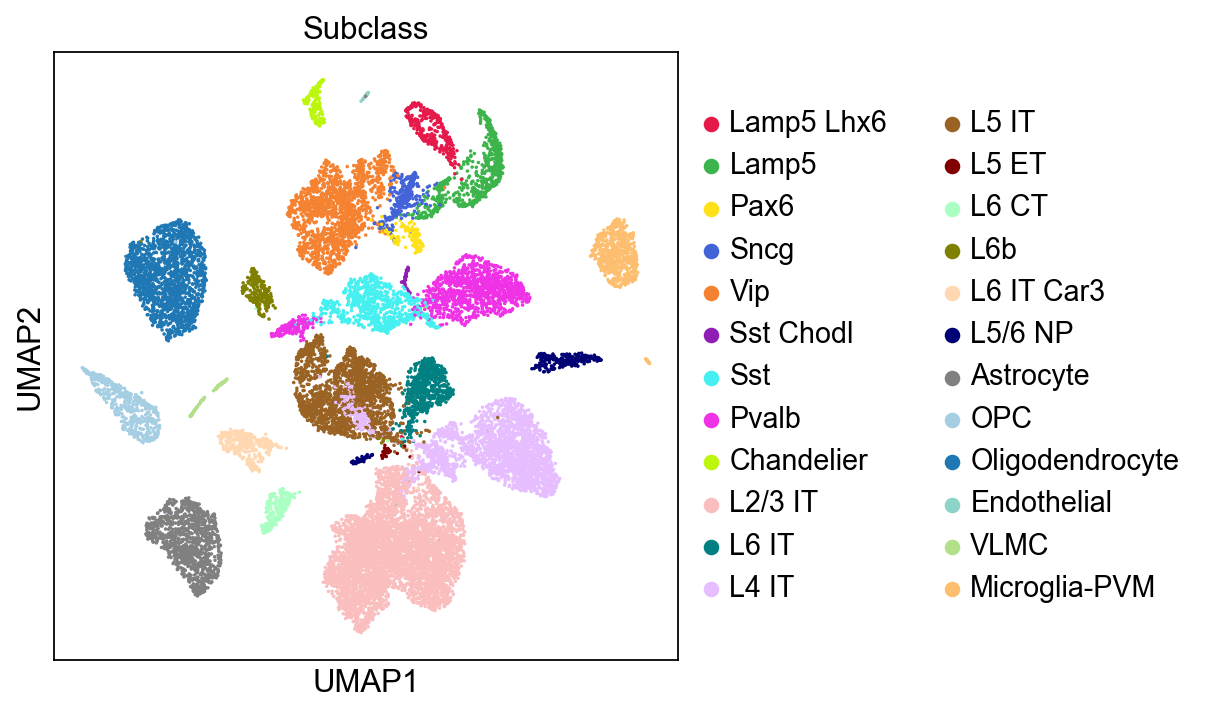 Subclass
UMAP2
UMAP1
Lamp5 Lhx6
Lamp5
Pax6
Sncg
Vip
Sst Chodl
Sst
Pvalb
Chandelier
L2/3 IT
L6 IT
L4 IT
L5 IT
L5 ET
L6 CT
L6b
L6 IT Car3
L5/6 NP
Astrocyte
OPC
Oligodendrocyte
Endothelial
VLMC
Microglia-PVM